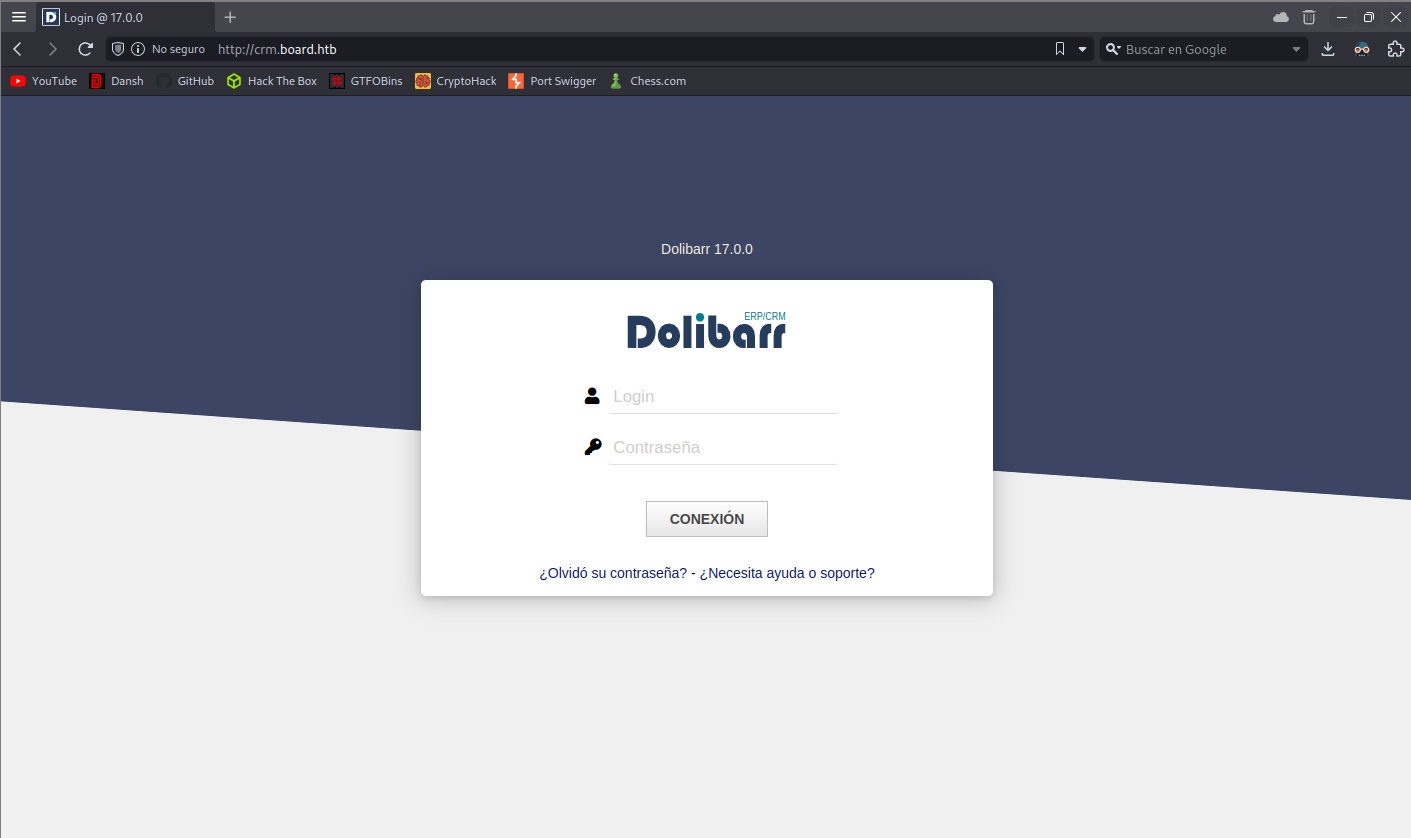 Login @ 17.0.0
No seguro http://crm.board.htb Buscar en Google
YouTube Dansh GitHub Hack The Box GTFOBins CryptoHack Port Swigger Chess.com
Dolibarr 17.0.0
Dolibarr ERP/CRM
Login
Contraseña
CONEXIÓN
¿Olvidó su contraseña? - ¿Necesita ayuda o soporte?